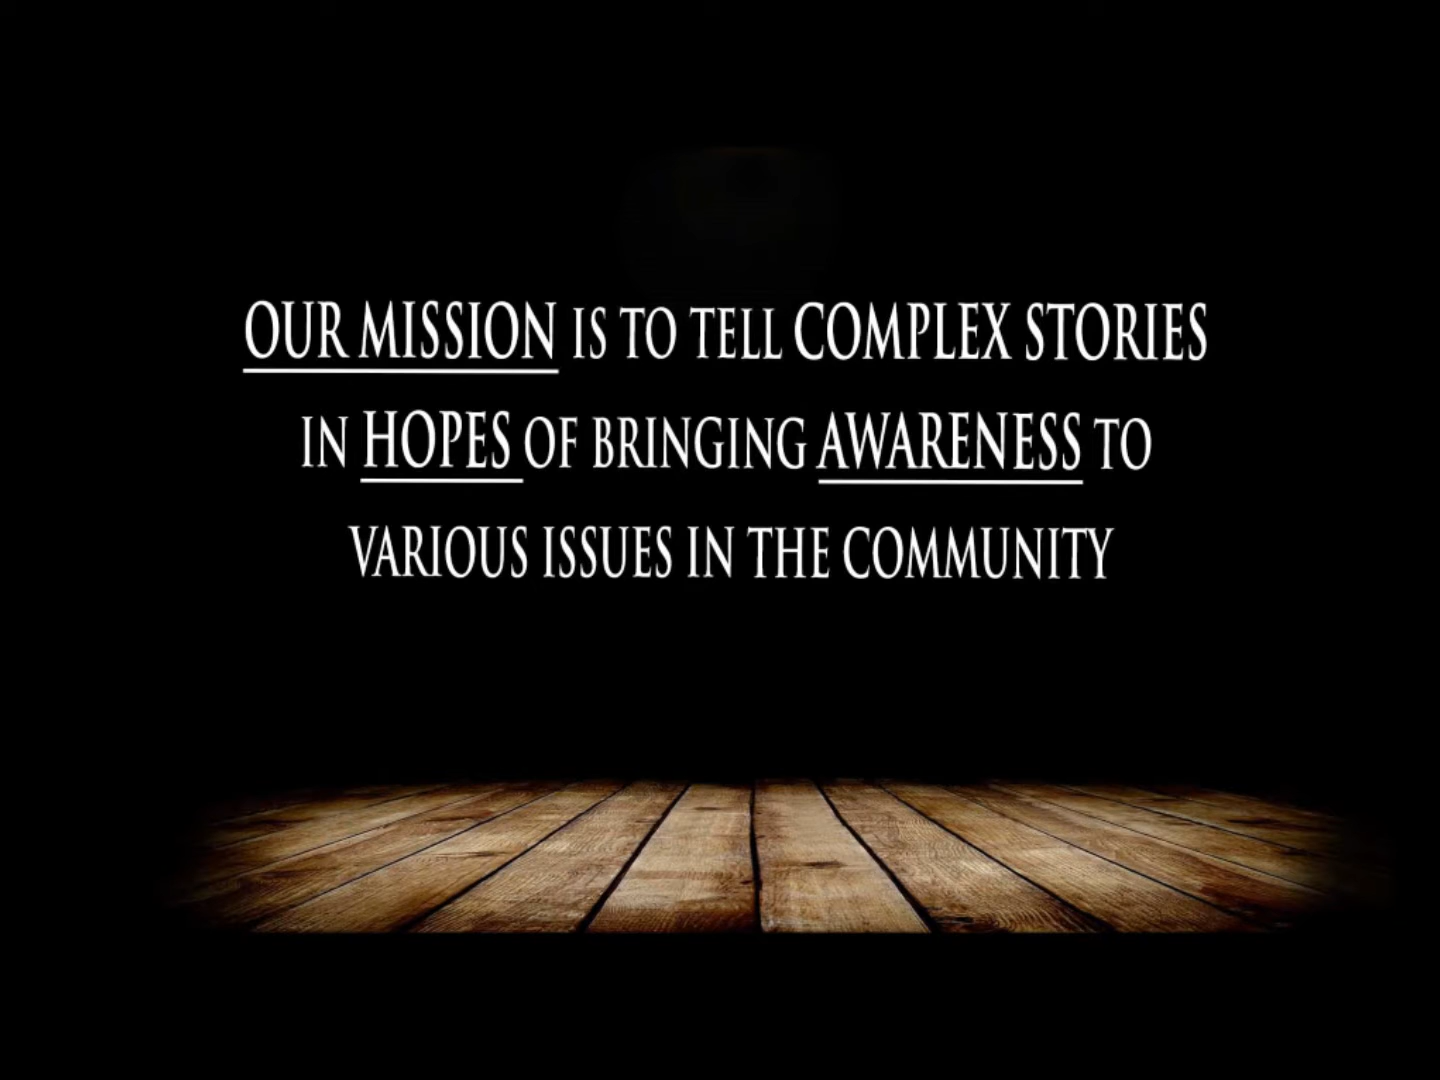 OUR MISSION IS TO TELL COMPLEX STORIES
IN HOPES OF BRINGING AWARENESS TO
VARIOUS ISSUES IN THE COMMUNITY